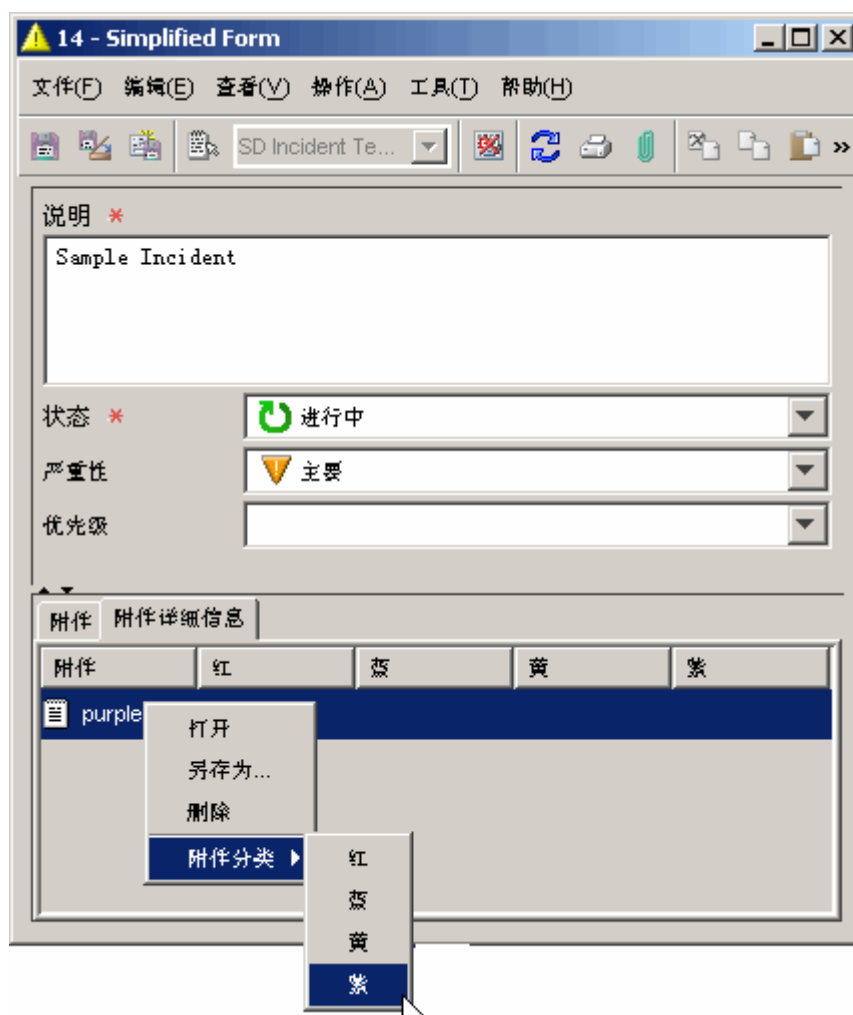 14 - Simplified Form
文件(F) 编辑(E) 查看(V) 操作(A) 工具(T) 帮助(H)
SD Incident Te...
说明 *
Sample Incident
状态 * 进行中
严重性 主要
优先级
附件 附件详细信息
附件 红 蓝 黄 紫
purple
打开
另存为...
删除
附件分类
红
蓝
黄
紫